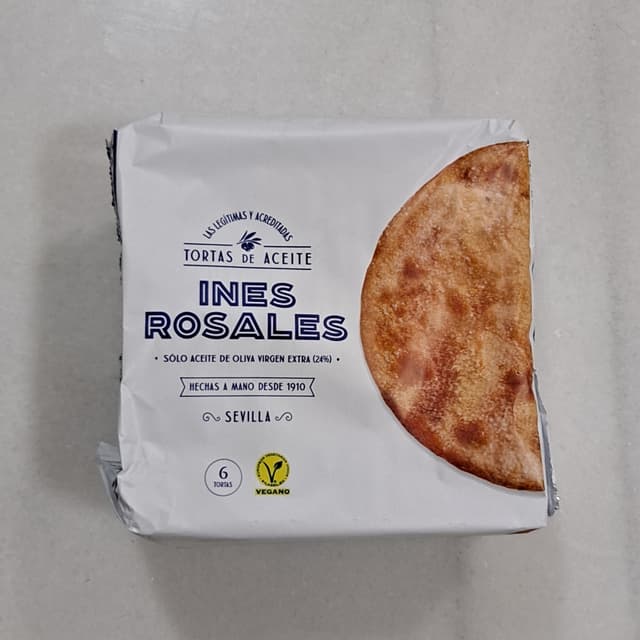 LAS LEGÍTIMAS Y ACREDITADAS
TORTAS DE ACEITE
INES
ROSALES
• SÓLO ACEITE DE OLIVA VIRGEN EXTRA (24%) •
HECHAS A MANO DESDE 1910
SEVILLA
6
TORTAS
VEGANO